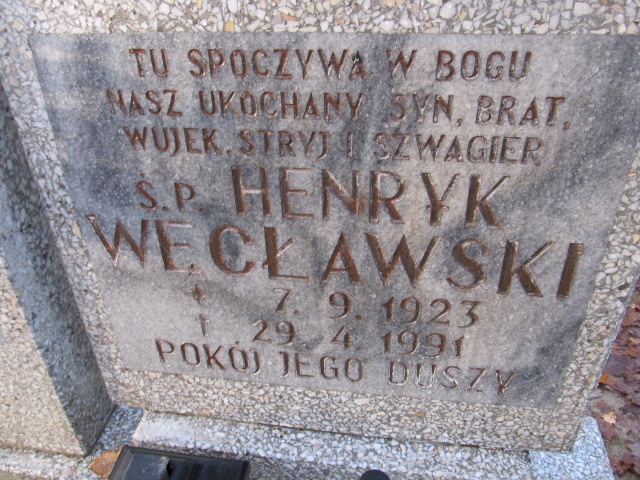 TU SPOCZYWA W BOGU
NASZ UKOCHANY SYN, BRAT,
WUJEK, STRYJ I SZWAGIER
Ś.P. HENRYK
WĘCŁAWSKI
* 7. 9. 1923
† 29. 4. 1991
POKÓJ JEGO DUSZY